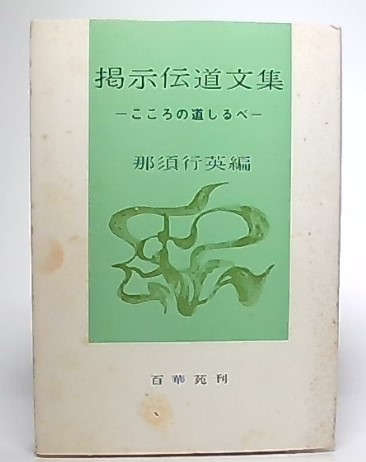 掲示伝道文集
―こころの道しるべ―
那須行英編
百華苑刊